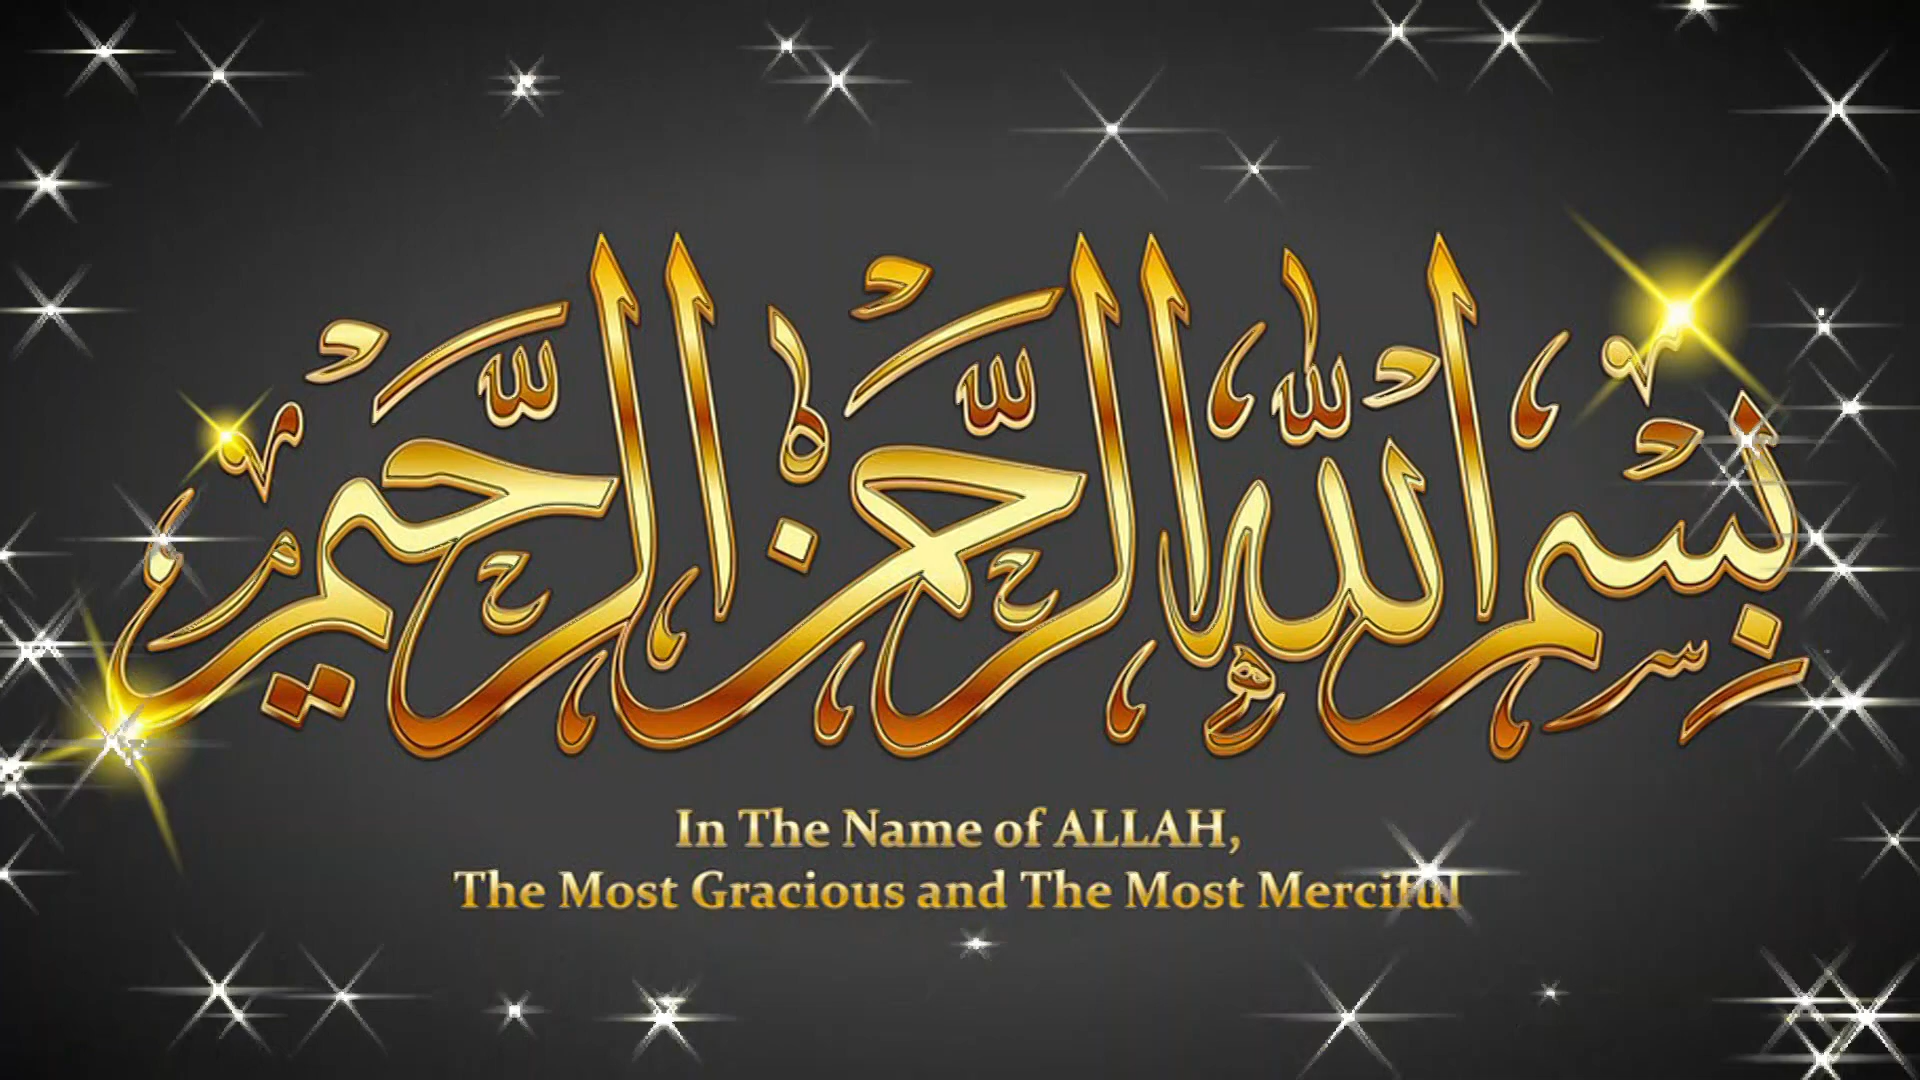 بِسْمِ اللهِ الرَّحْمٰنِ الرَّحِيْمِ
In The Name of ALLAH,
The Most Gracious and The Most Merciful